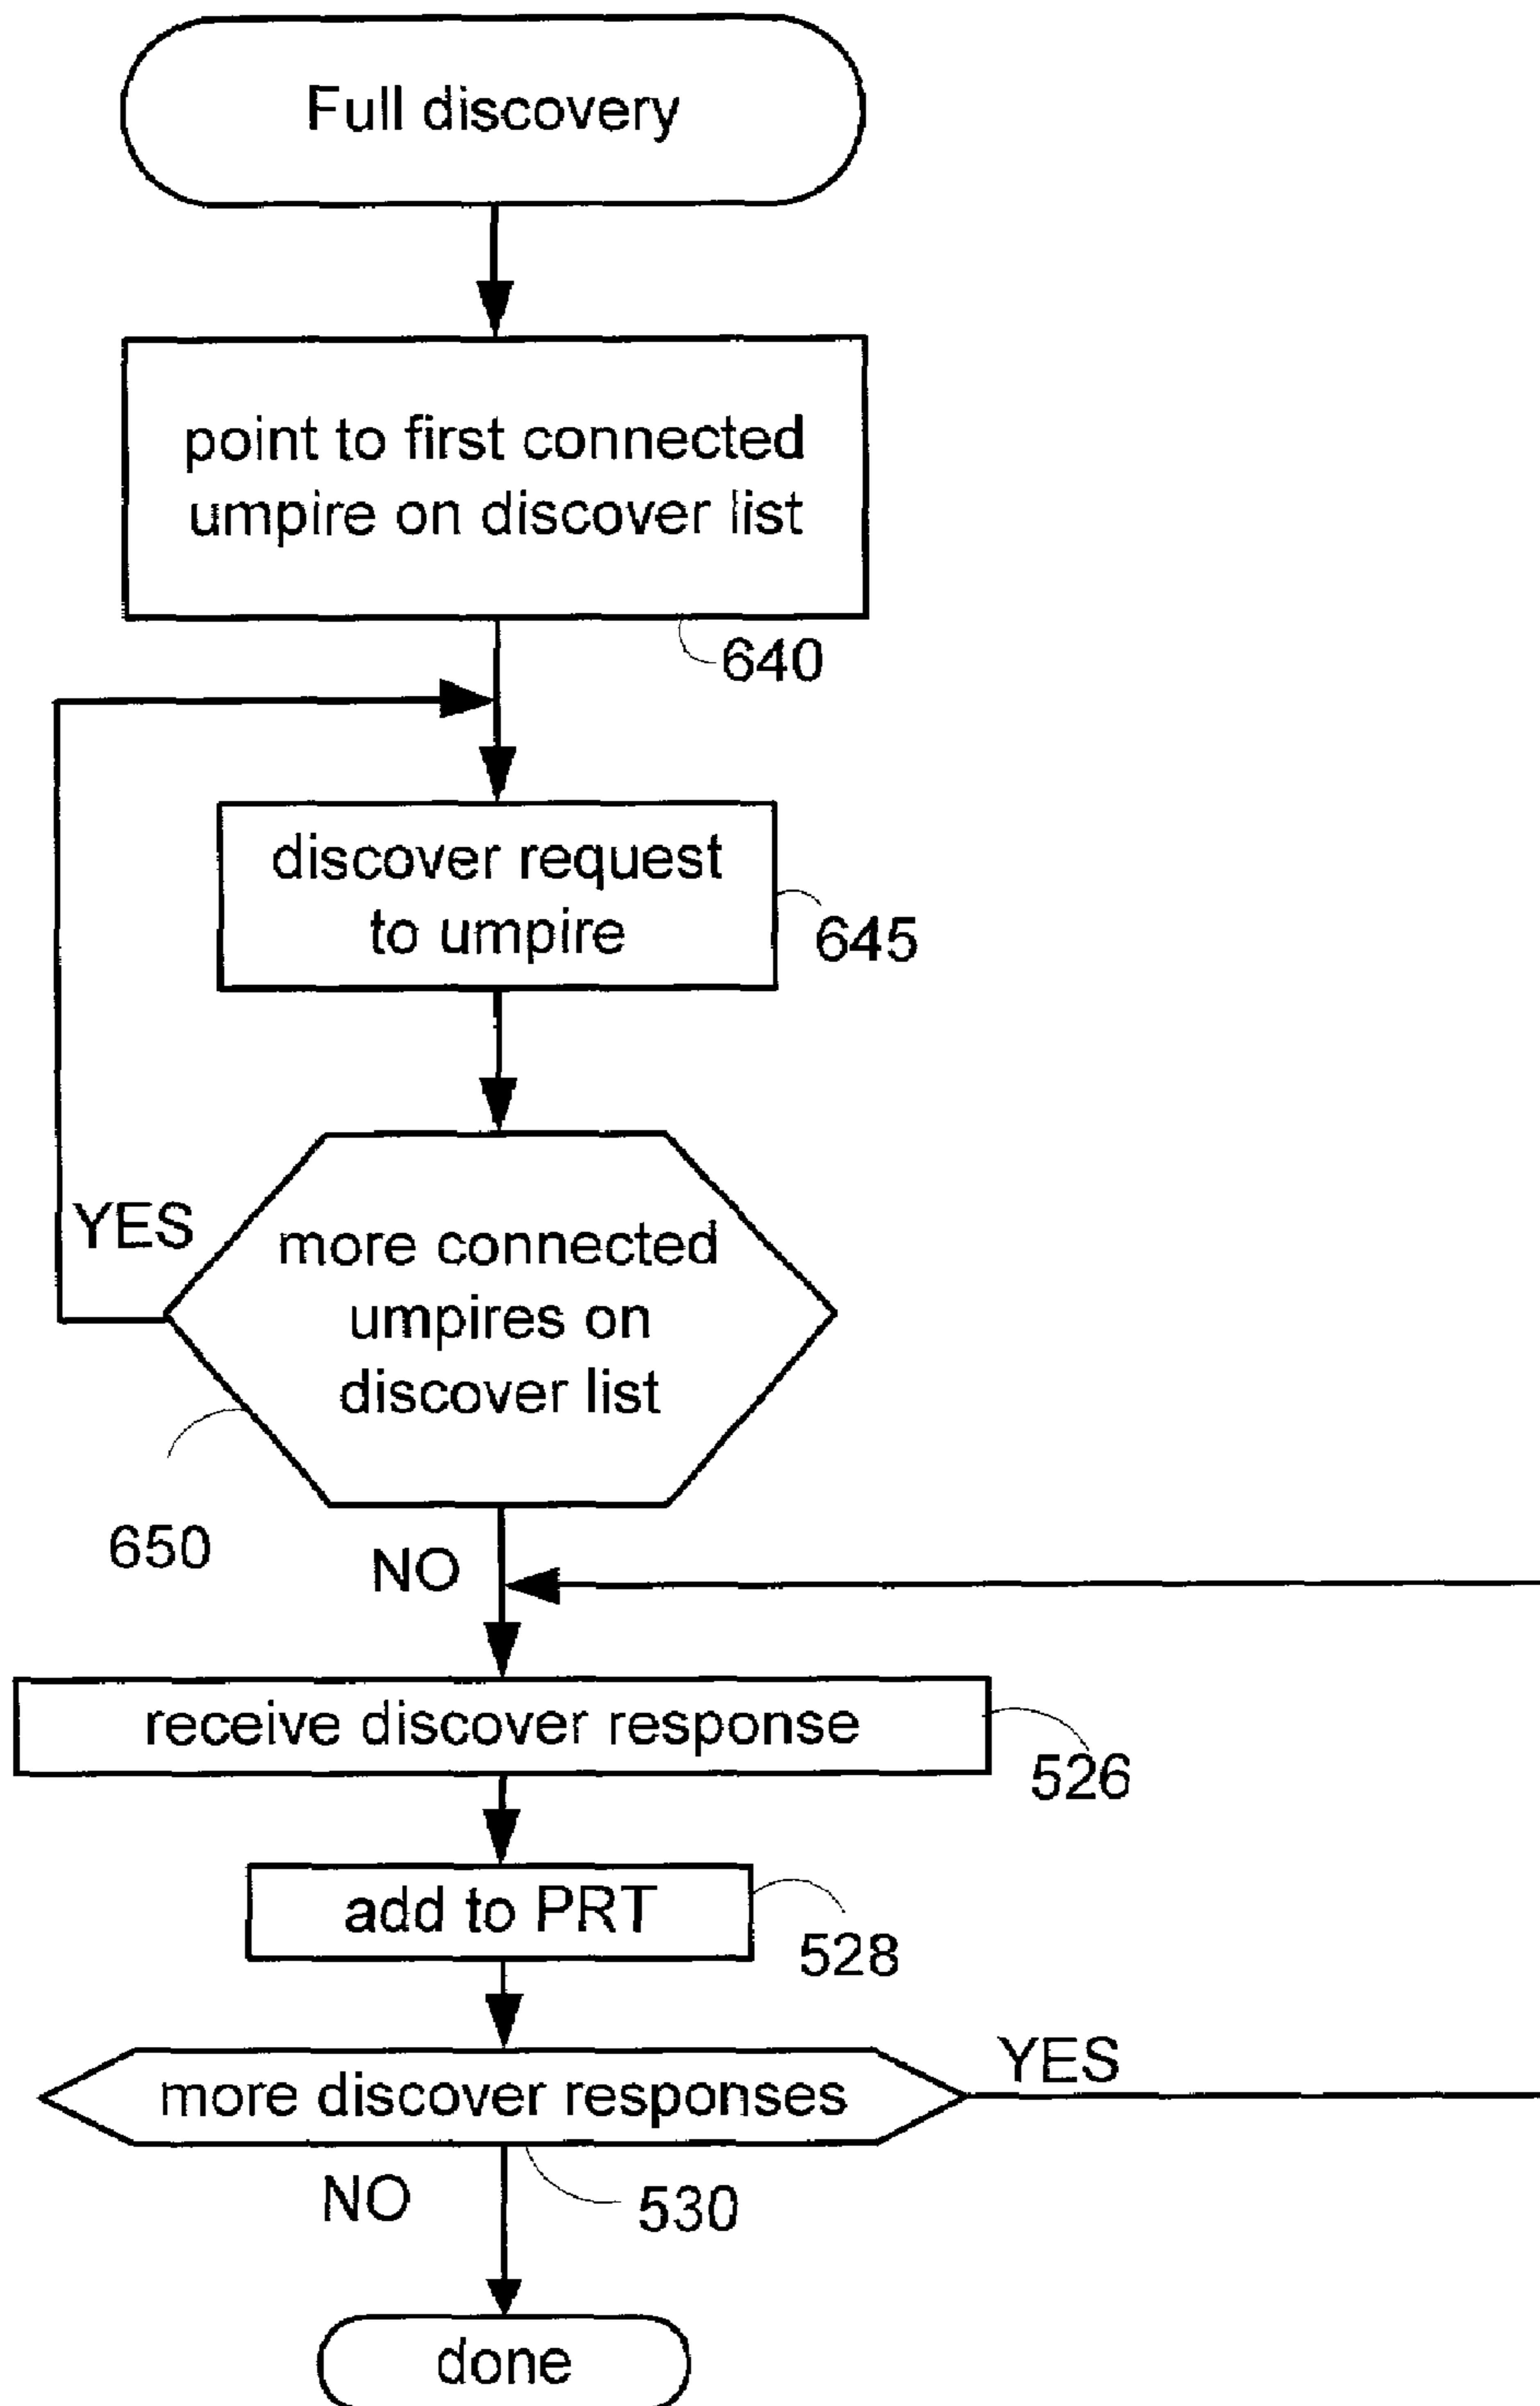 Full discovery
point to first connected
umpire on discover list
640
discover request
to umpire
645
YES
more connected
umpires on
discover list
650
NO
receive discover response
526
add to PRT
528
YES
more discover responses
NO
530
done